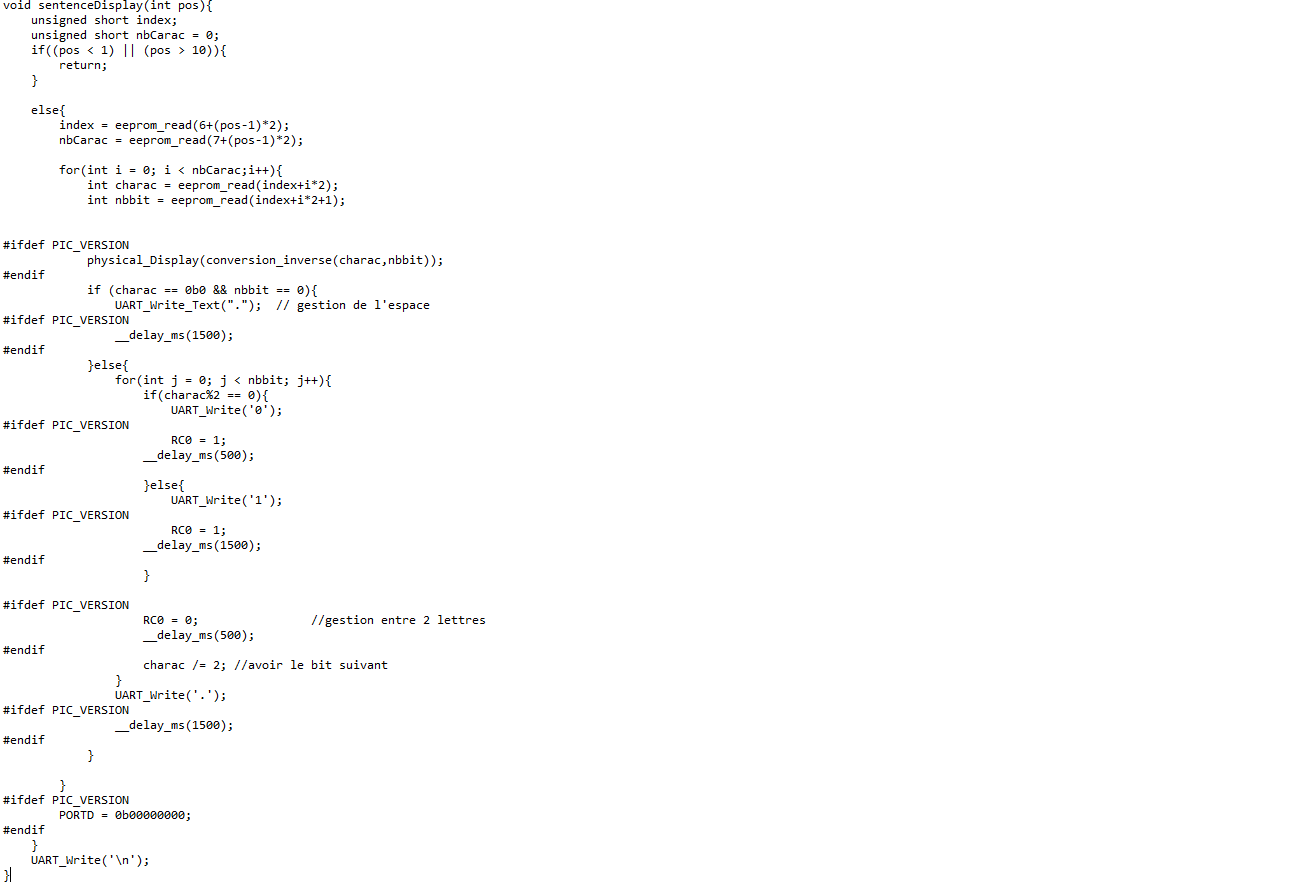 void sentenceDisplay(int pos){
    unsigned short index;
    unsigned short nbCarac = 0;
    if((pos < 1) || (pos > 10)){
        return;
    }

    else{
        index = eeprom_read(6+(pos-1)*2);
        nbCarac = eeprom_read(7+(pos-1)*2);

        for(int i = 0; i < nbCarac;i++){
            int charac = eeprom_read(index+i*2);
            int nbbit = eeprom_read(index+i*2+1);


#ifdef PIC_VERSION
            physical_Display(conversion_inverse(charac,nbbit));
#endif
            if (charac == 0b0 && nbbit == 0){
                UART_Write_Text(".");  // gestion de l'espace
#ifdef PIC_VERSION
                __delay_ms(1500);
#endif
            }else{
                for(int j = 0; j < nbbit; j++){
                    if(charac%2 == 0){
                        UART_Write('0');
#ifdef PIC_VERSION
                        RC0 = 1;
                    __delay_ms(500);
#endif
                    }else{
                        UART_Write('1');
#ifdef PIC_VERSION
                        RC0 = 1;
                    __delay_ms(1500);
#endif
                    }

#ifdef PIC_VERSION
                    RC0 = 0;                //gestion entre 2 lettres
                    __delay_ms(500);
#endif
                    charac /= 2; //avoir le bit suivant
                }
                UART_Write('.');
#ifdef PIC_VERSION
                __delay_ms(1500);
#endif
            }

        }
#ifdef PIC_VERSION
        PORTD = 0b00000000;
#endif
    }
    UART_Write('\n');
}